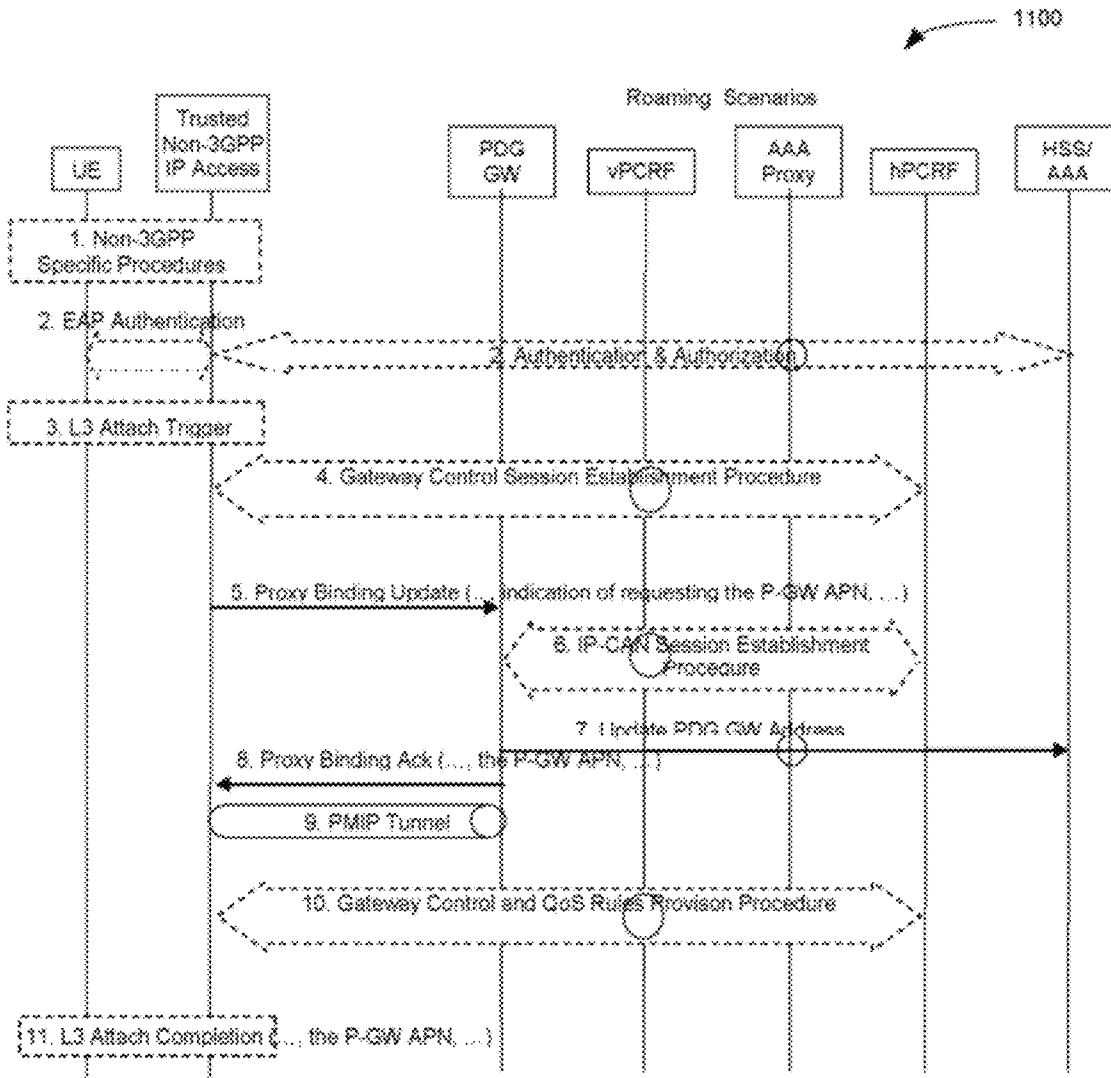 1100
Roaming Scenarios
UE
Trusted
Non-3GPP
IP Access
PDG
GW
vPCRF
AAA
Proxy
hPCRF
HSS/
AAA
1. Non-3GPP
Specific Procedures
2. EAP Authentication
2. Authentication & Authorization
3. L3 Attach Trigger
4. Gateway Control Session Establishment Procedure
5. Proxy Binding Update (..., indication of requesting the P-GW APN, ...)
6. IP-CAN Session Establishment
Procedure
7. Update PDG GW Address
8. Proxy Binding Ack (..., the P-GW APN, ...)
9. PMIP Tunnel
10. Gateway Control and QoS Rules Provison Procedure
11. L3 Attach Completion (..., the P-GW APN, ...)